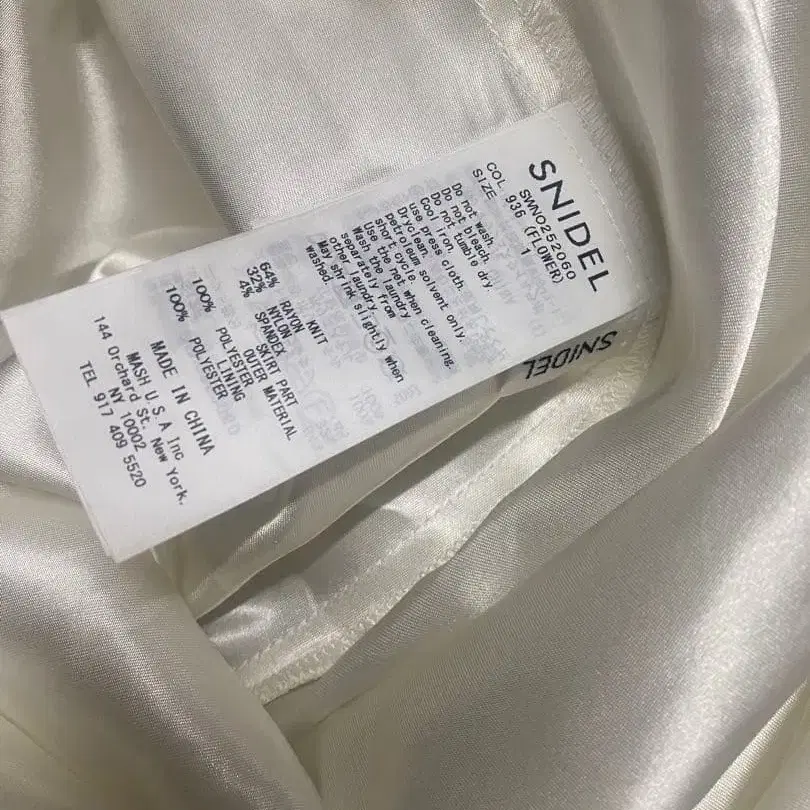 SNIDEL
SWNO252060
COL. 936 (FLOWER)
SIZE 1
Do not wash.
Do not bleach.
Do not tumble dry
Cool iron,
use press cloth.
Dryclean.
petroleum solvent only.
short cycle.
Use the net when cleaning.
Wash the laundry
separately from
other laundry.
May shrink slightly when
washed.
KNIT
64% RAYON
32% NYLON
4% SPANDEX
SKIRT PART
OUTER MATERIAL
100% POLYESTER
LINING
100% POLYESTER
MADE IN CHINA
MASH U.S.A Inc
144 Orchard St. New York,
NY 10002
TEL 917 409 5520
SNIDEL